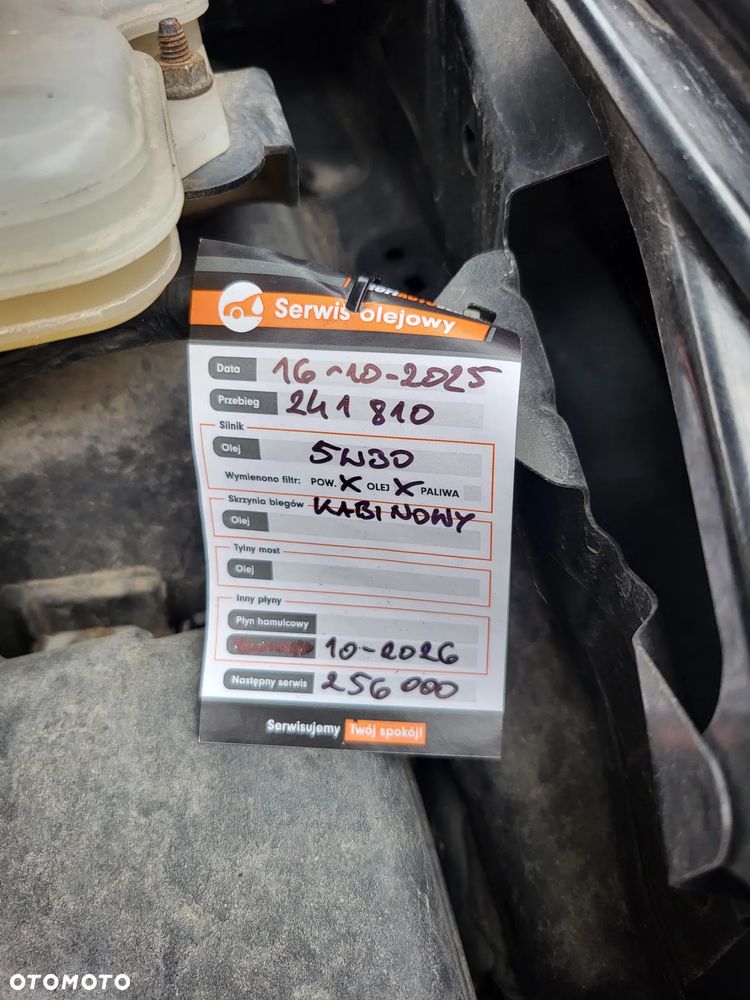 Serwis olejowy
Data 16-10-2025
Przebieg 241 810
Silnik
Olej 5W30
Wymieniono filtr: POW. X OLEJ X PALIWA
KABINOWY
Skrzynia biegów
Olej
Tylny most
Olej
Inny płyny
Płyn hamulcowy
10-2026
Następny serwis 256 000
Serwisujemy Twój spokój!
OTOMOTO